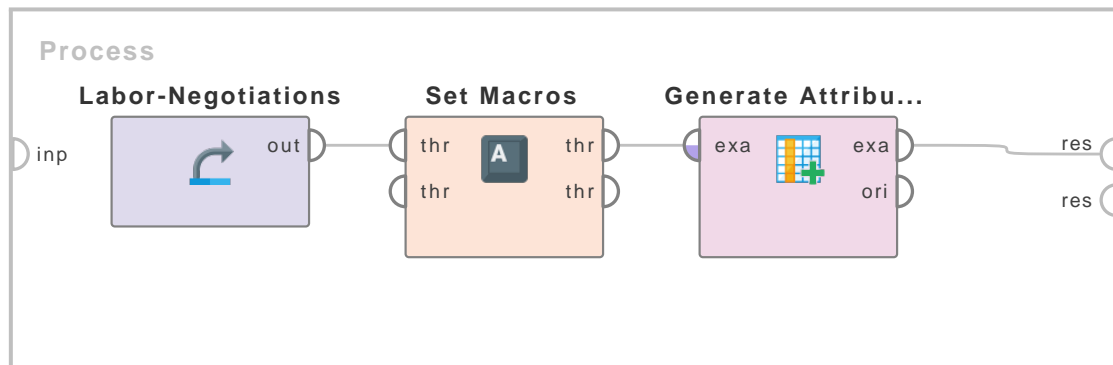 Process
Labor-Negotiations Set Macros Generate Attribu...
inp out thr A thr exa exa res
thr thr ori res